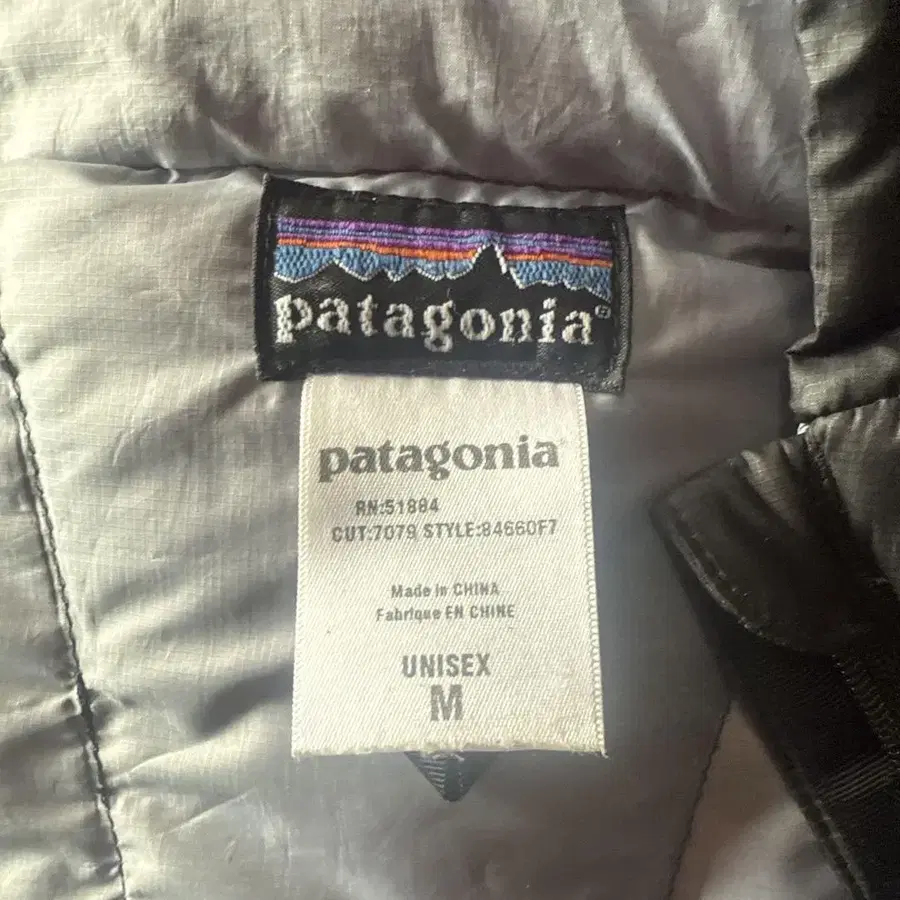 patagonia®
patagonia®
RN:51884
CUT:7079 STYLE:84660F7
Made in CHINA
Fabrique EN CHINE
UNISEX
M